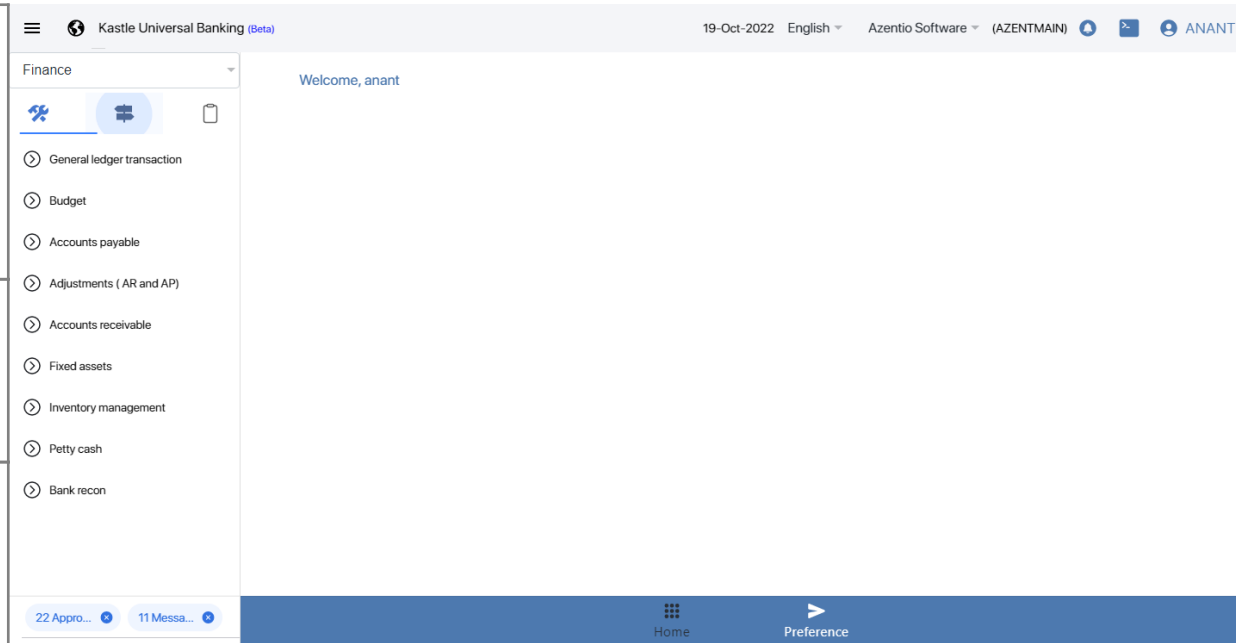 Kastle Universal Banking (Beta) 19-Oct-2022 English Azentio Software (AZENTMAIN) ANANT
Finance
Welcome, anant
General ledger transaction
Budget
Accounts payable
Adjustments ( AR and AP)
Accounts receivable
Fixed assets
Inventory management
Petty cash
Bank recon
22 Appro... 11 Messa...
Home Preference